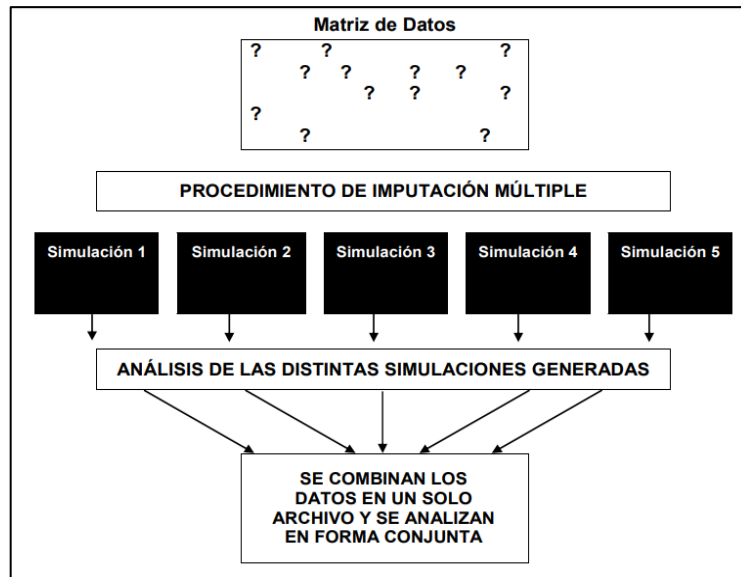 Matriz de Datos
? ? ?
? ? ? ?
? ? ?
?
? ?
PROCEDIMIENTO DE IMPUTACIÓN MÚLTIPLE
Simulación 1 Simulación 2 Simulación 3 Simulación 4 Simulación 5
ANÁLISIS DE LAS DISTINTAS SIMULACIONES GENERADAS
SE COMBINAN LOS
DATOS EN UN SOLO
ARCHIVO Y SE ANALIZAN
EN FORMA CONJUNTA